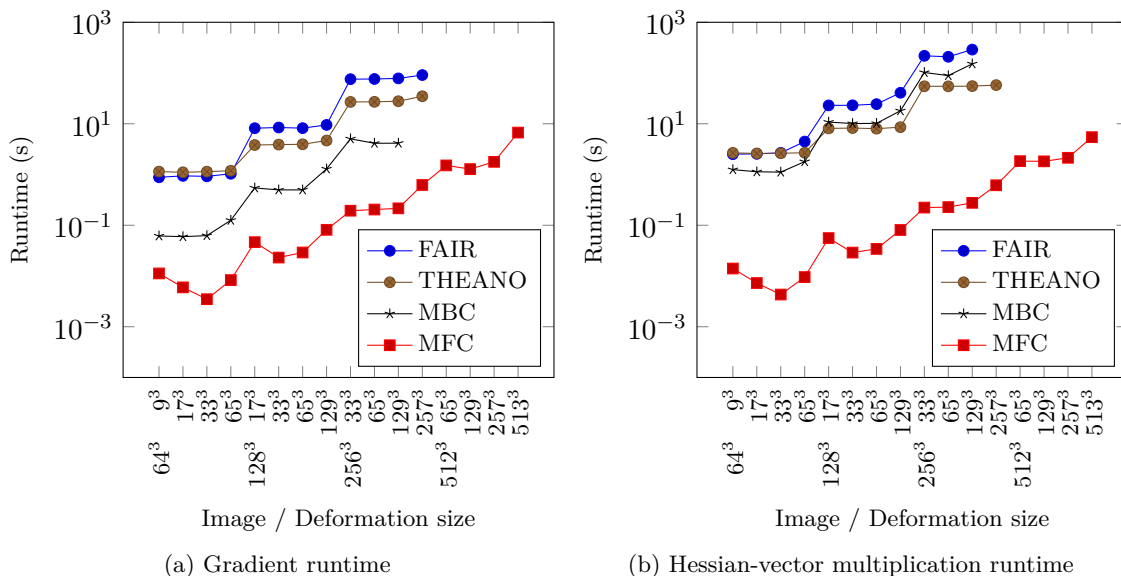 10³
10¹
10⁻¹
10⁻³
Runtime (s)
FAIR
THEANO
MBC
MFC
9³ 17³ 33³ 65³ 17³ 33³ 65³ 129³ 33³ 65³ 129³ 257³ 65³ 129³ 257³ 513³
64³ 128³ 256³ 512³
Image / Deformation size
(a) Gradient runtime
10³
10¹
10⁻¹
10⁻³
Runtime (s)
FAIR
THEANO
MBC
MFC
9³ 17³ 33³ 65³ 17³ 33³ 65³ 129³ 33³ 65³ 129³ 257³ 65³ 129³ 257³ 513³
64³ 128³ 256³ 512³
Image / Deformation size
(b) Hessian-vector multiplication runtime